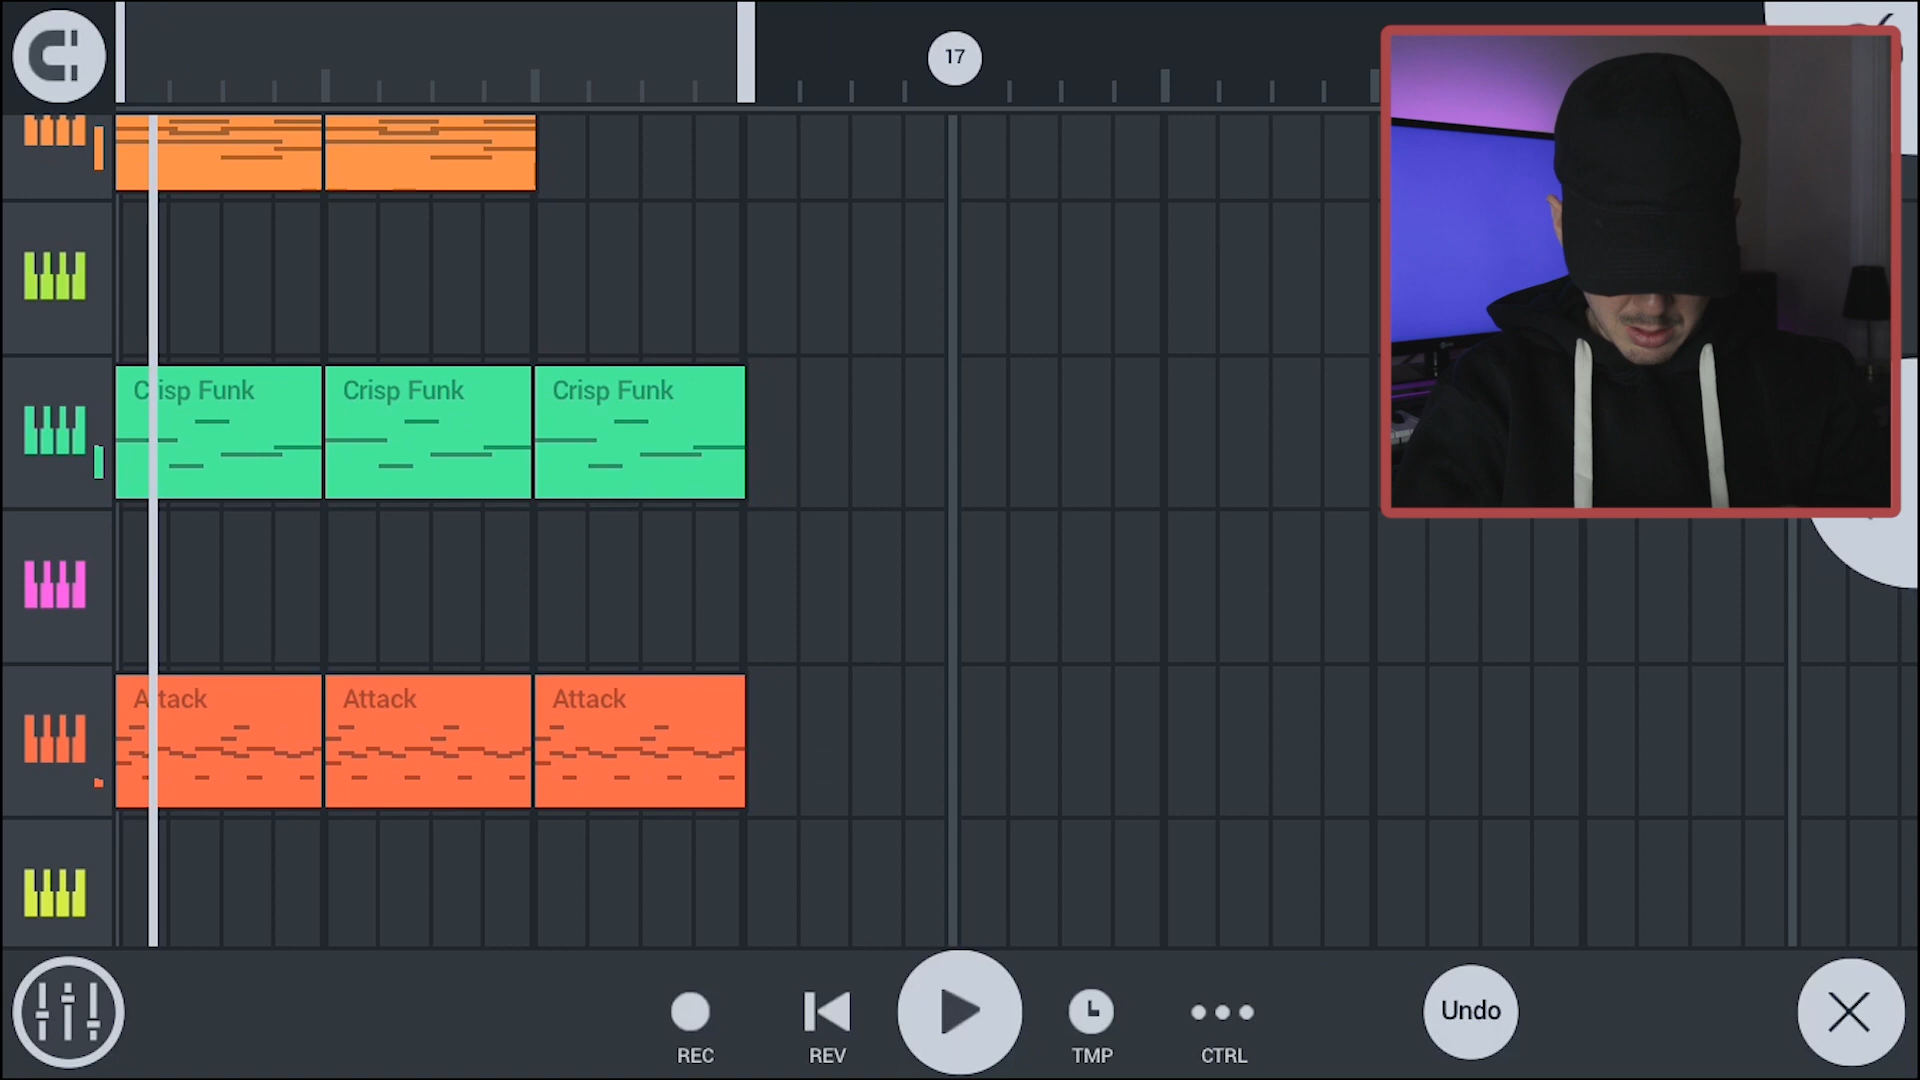 17
Crisp Funk
Crisp Funk
Crisp Funk
Attack
Attack
Attack
REC
REV
TMP
CTRL
Undo